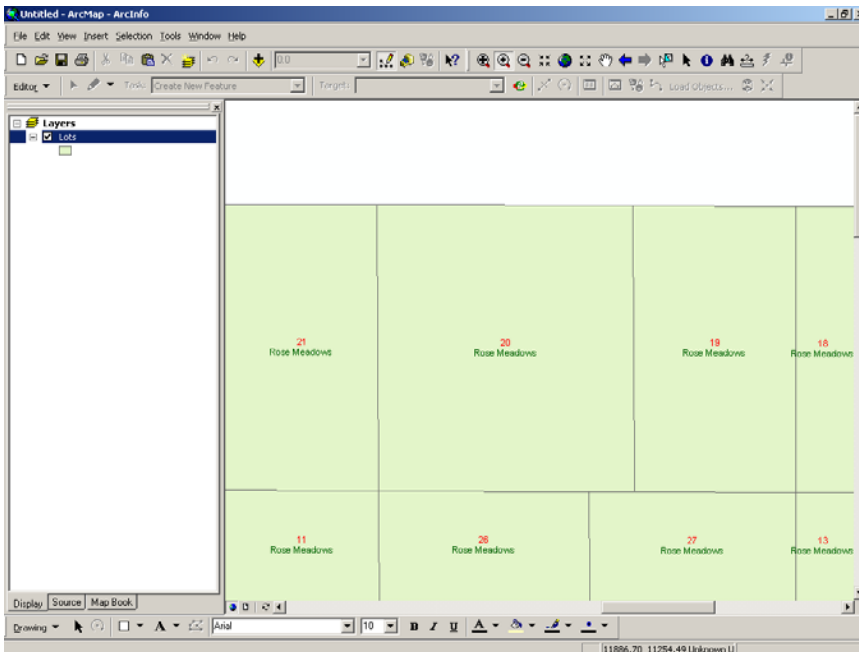 Untitled - ArcMap - ArcInfo
File Edit View Insert Selection Tools Window Help
0.0
Editor Task: Create New Feature Target: Load Objects...
Layers
Lots
21
Rose Meadows
20
Rose Meadows
19
Rose Meadows
18
Rose Meadows
11
Rose Meadows
26
Rose Meadows
27
Rose Meadows
13
Rose Meadows
Display Source Map Book
Drawing A Arial 10 B I U A
11886.70 11254.49 Unknown U